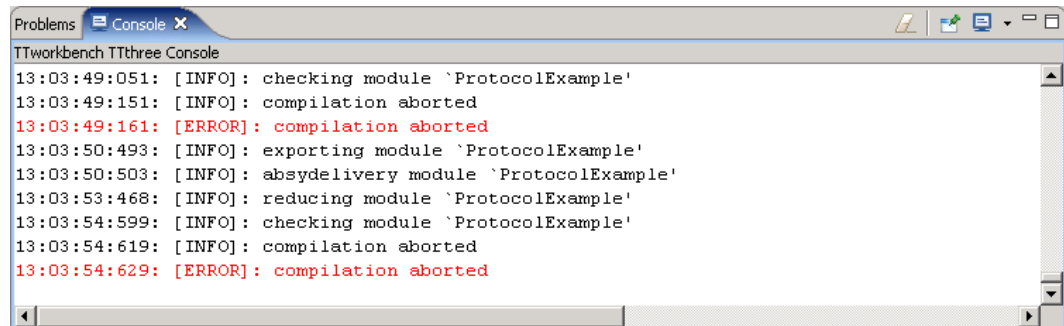 Problems Console
TTworkbench TTthree Console
13:03:49:051: [INFO]: checking module `ProtocolExample'
13:03:49:151: [INFO]: compilation aborted
13:03:49:161: [ERROR]: compilation aborted
13:03:50:493: [INFO]: exporting module `ProtocolExample'
13:03:50:503: [INFO]: absydelivery module `ProtocolExample'
13:03:53:468: [INFO]: reducing module `ProtocolExample'
13:03:54:599: [INFO]: checking module `ProtocolExample'
13:03:54:619: [INFO]: compilation aborted
13:03:54:629: [ERROR]: compilation aborted